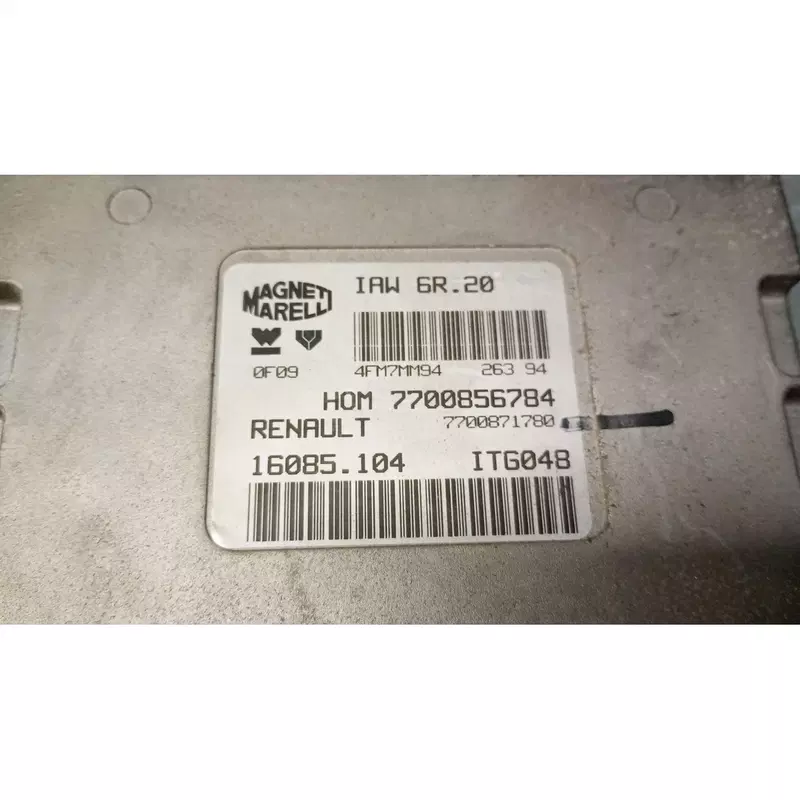 MAGNETI MARELLI
IAW 6R.20
0F09 4FM7MM94 263 94
HOM 7700856784
RENAULT 7700871780
16085.104 ITG048